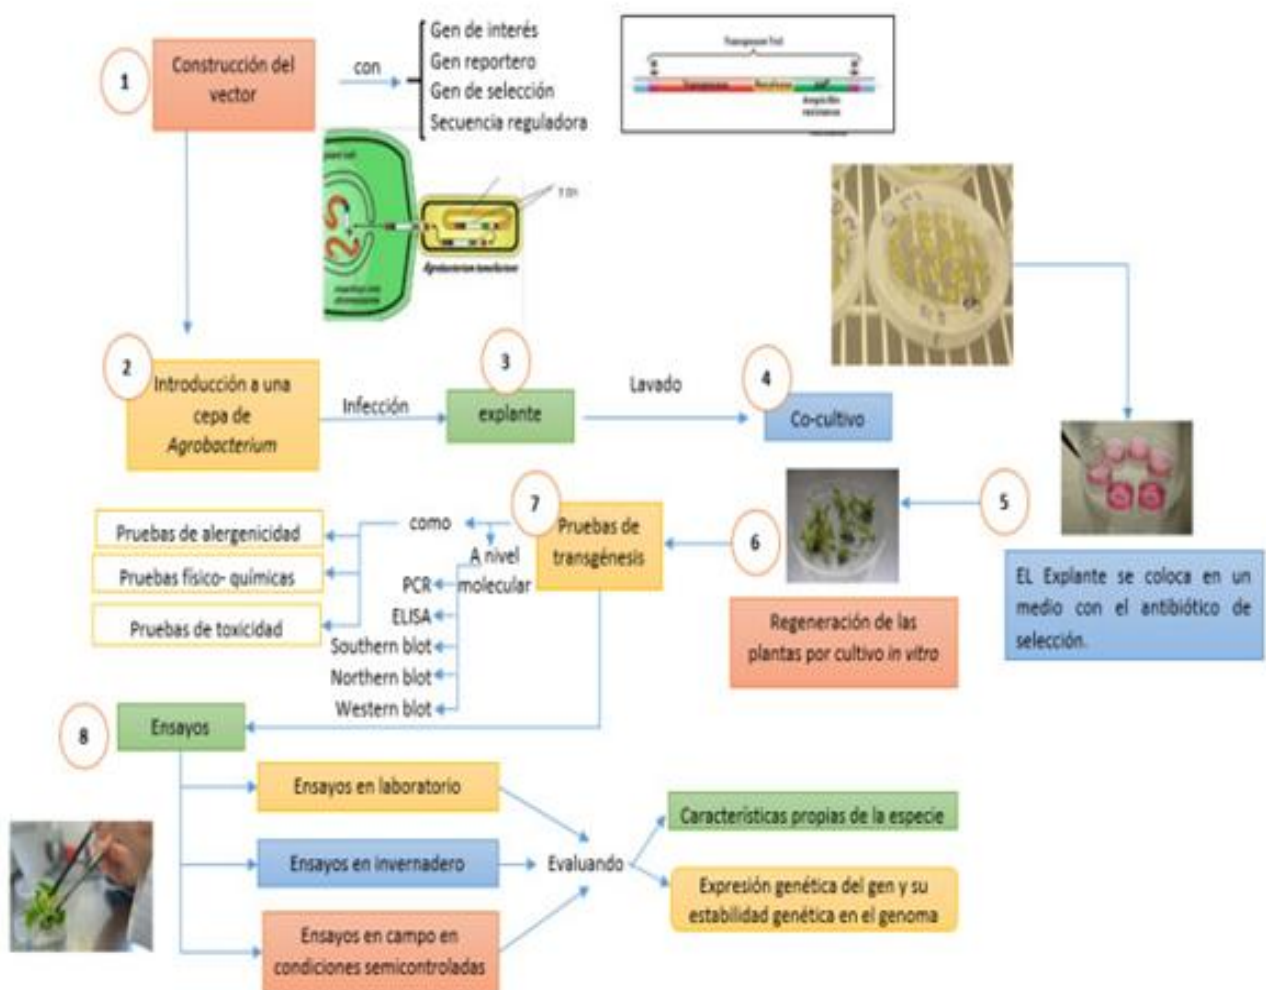 1
Construcción del
vector
con
Gen de interés
Gen reportero
Gen de selección
Secuencia reguladora
Transposon
resistance
2
Introducción a una
cepa de
Agrobacterium
Infección
3
explante
Lavado
4
Co-cultivo
5
EL Explante se coloca en un
medio con el antibiótico de
selección.
6
Regeneración de las
plantas por cultivo in vitro
7
Pruebas de
transgénesis
como
Pruebas de alergenicidad
Pruebas físico- químicas
Pruebas de toxicidad
A nivel
molecular
PCR
ELISA
Southern blot
Northern blot
Western blot
8
Ensayos
Ensayos en laboratorio
Ensayos en invernadero
Ensayos en campo en
condiciones semicontroladas
Evaluando
Características propias de la especie
Expresión genética del gen y su
estabilidad genética en el genoma